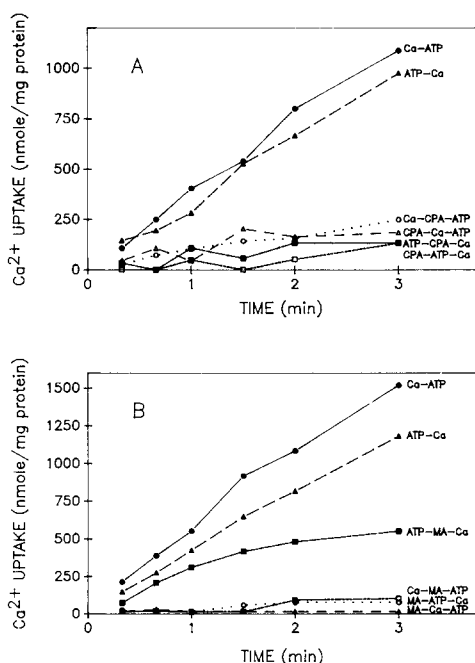 A
Ca²⁺ UPTAKE (nmole/mg protein)
1000
750
500
250
0
Ca-ATP
ATP-Ca
Ca-CPA-ATP
CPA-Ca-ATP
ATP-CPA-Ca
CPA-ATP-Ca
0 1 2 3
TIME (min)
B
Ca²⁺ UPTAKE (nmole/mg protein)
1500
1250
1000
750
500
250
0
Ca-ATP
ATP-Ca
ATP-MA-Ca
Ca-MA-ATP
MA-ATP-Ca
MA-Ca-ATP
0 1 2 3
TIME (min)